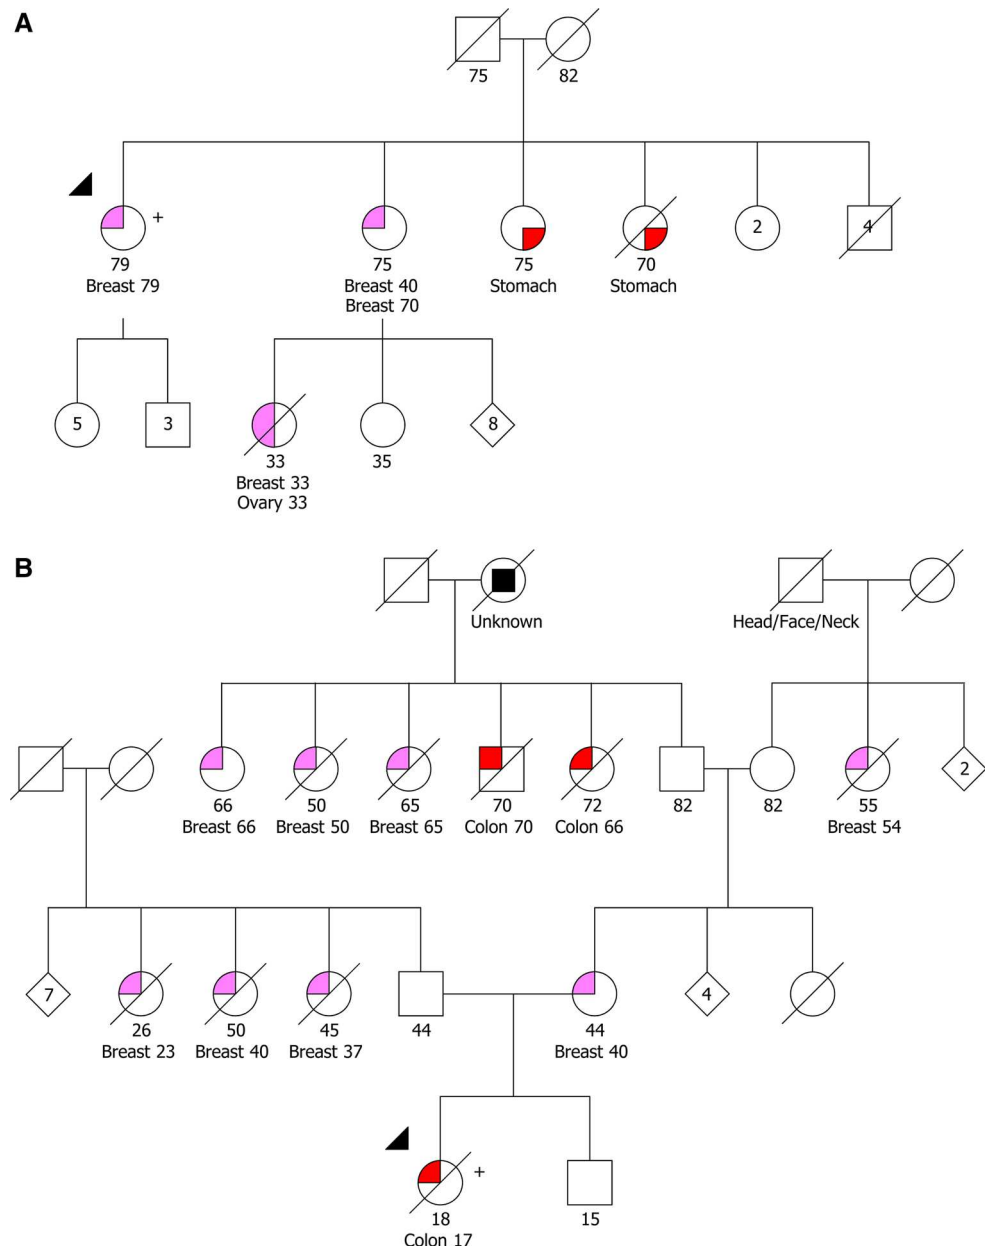 A
75 82
+ 2 4
79 75 75 70
Breast 79 Breast 40 Stomach Stomach
Breast 70
5 3 8
33 35
Breast 33
Ovary 33
B
Unknown Head/Face/Neck
2
66 50 65 70 72 82 82 55
Breast 66 Breast 50 Breast 65 Colon 70 Colon 66 Breast 54
7 4
26 50 45 44 44
Breast 23 Breast 40 Breast 37 Breast 40
+
18 15
Colon 17